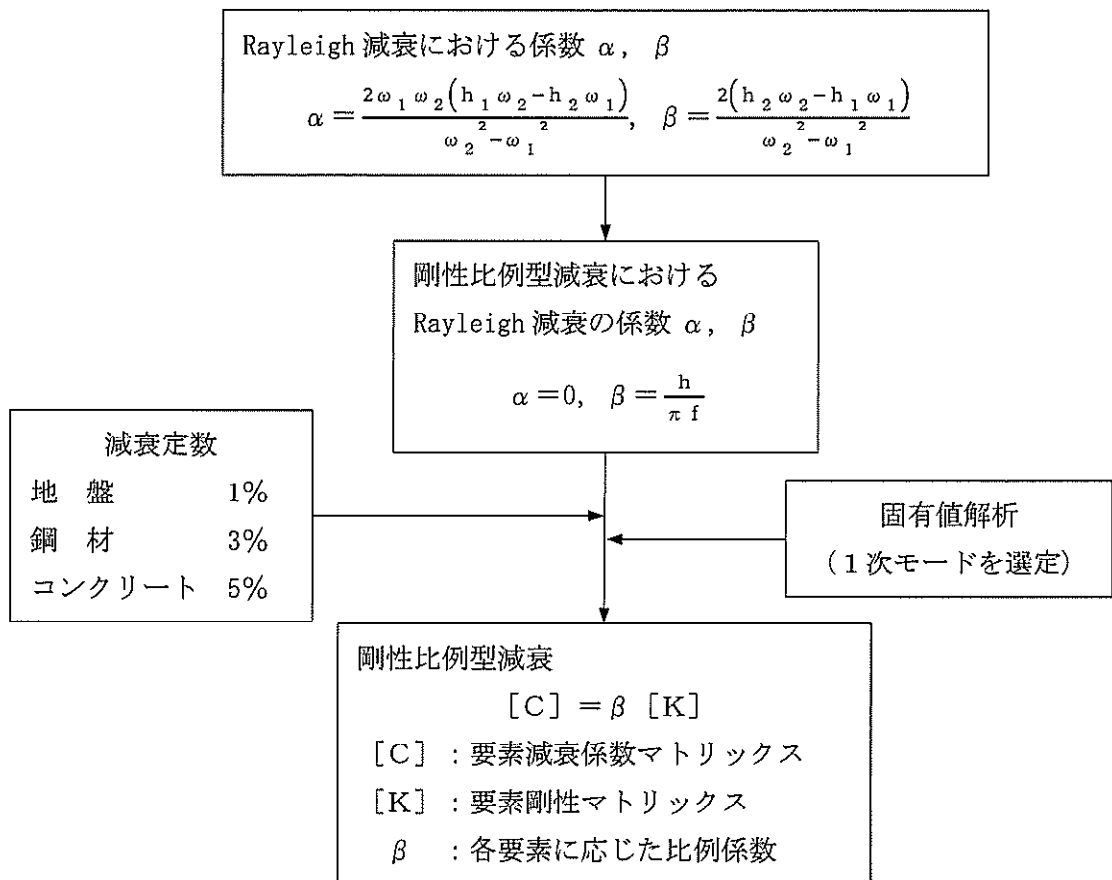 Rayleigh 減衰における係数 α, β
α＝2ω1ω2(h1ω2-h2ω1)/ω2²-ω1², β＝2(h2ω2-h1ω1)/ω2²-ω1²
剛性比例型減衰における
Rayleigh 減衰の係数 α, β
α＝0, β＝h/πf
減衰定数
地　盤　1%
鋼　材　3%
コンクリート　5%
固有値解析
（１次モードを選定）
剛性比例型減衰
［C］＝β［K］
［C］：要素減衰係数マトリックス
［K］：要素剛性マトリックス
β　：各要素に応じた比例係数